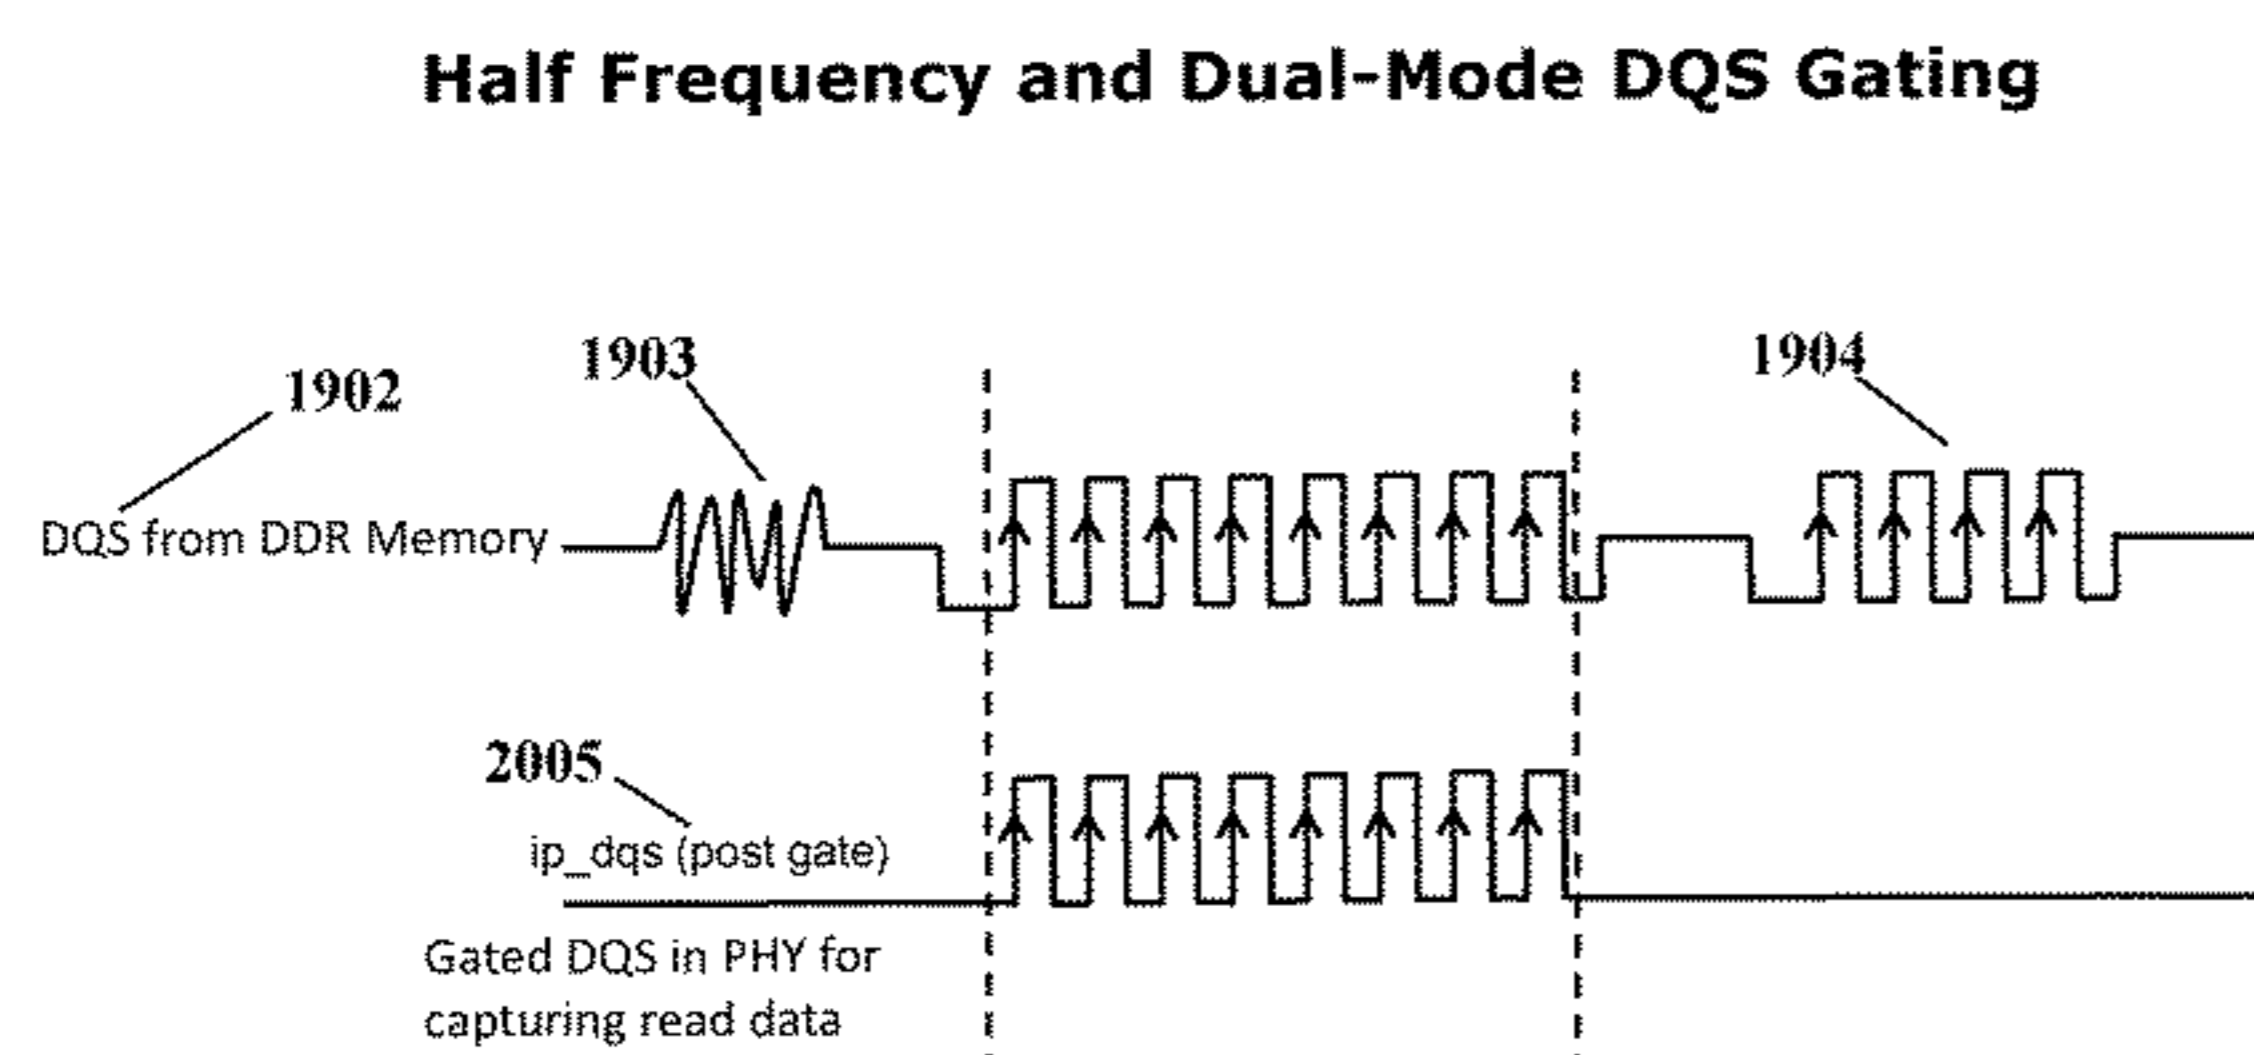 Half Frequency and Dual-Mode DQS Gating
1903
1904
1902
DQS from DDR Memory
2005
ip_dqs (post gate)
Gated DQS in PHY for
capturing read data